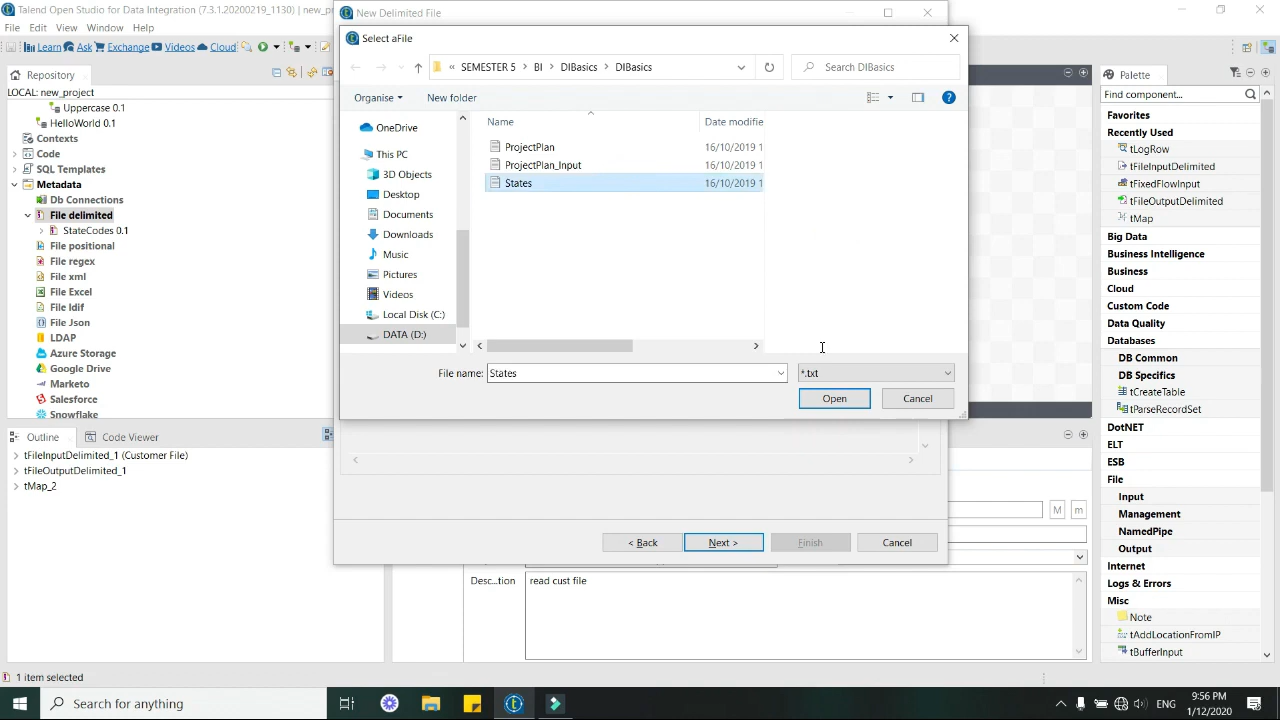 Talend Open Studio for Data Integration (7.3.1.20200219_1130) | new_pro
New Delimited File
File Edit View Window Help
Learn Ask Exchange Videos Cloud
Select aFile
« SEMESTER 5 > BI > DIBasics > DIBasics
Search DIBasics
Organise New folder
Repository
LOCAL: new_project
Uppercase 0.1
HelloWorld 0.1
Contexts
Code
SQL Templates
Metadata
Db Connections
File delimited
StateCodes 0.1
File positional
File regex
File xml
File Excel
File ldif
File Json
LDAP
Azure Storage
Google Drive
Marketo
Salesforce
Snowflake
OneDrive
This PC
3D Objects
Desktop
Documents
Downloads
Music
Pictures
Videos
Local Disk (C:)
DATA (D:)
Name Date modifie
ProjectPlan 16/10/2019 1
ProjectPlan_Input 16/10/2019 1
States 16/10/2019 1
File name: States *.txt
Open Cancel
Palette
Find component...
Favorites
Recently Used
tLogRow
tFileInputDelimited
tFixedFlowInput
tFileOutputDelimited
tMap
Big Data
Business Intelligence
Business
Cloud
Custom Code
Data Quality
Databases
DB Common
DB Specifics
tCreateTable
tParseRecordSet
DotNET
ELT
ESB
File
Input
Management
NamedPipe
Output
Internet
Logs & Errors
Misc
Note
tAddLocationFromIP
tBufferInput
Outline Code Viewer
tFileInputDelimited_1 (Customer File)
tFileOutputDelimited_1
tMap_2
M m
< Back Next > Finish Cancel
Desc...tion read cust file
1 item selected
Search for anything
ENG
9:56 PM
1/12/2020